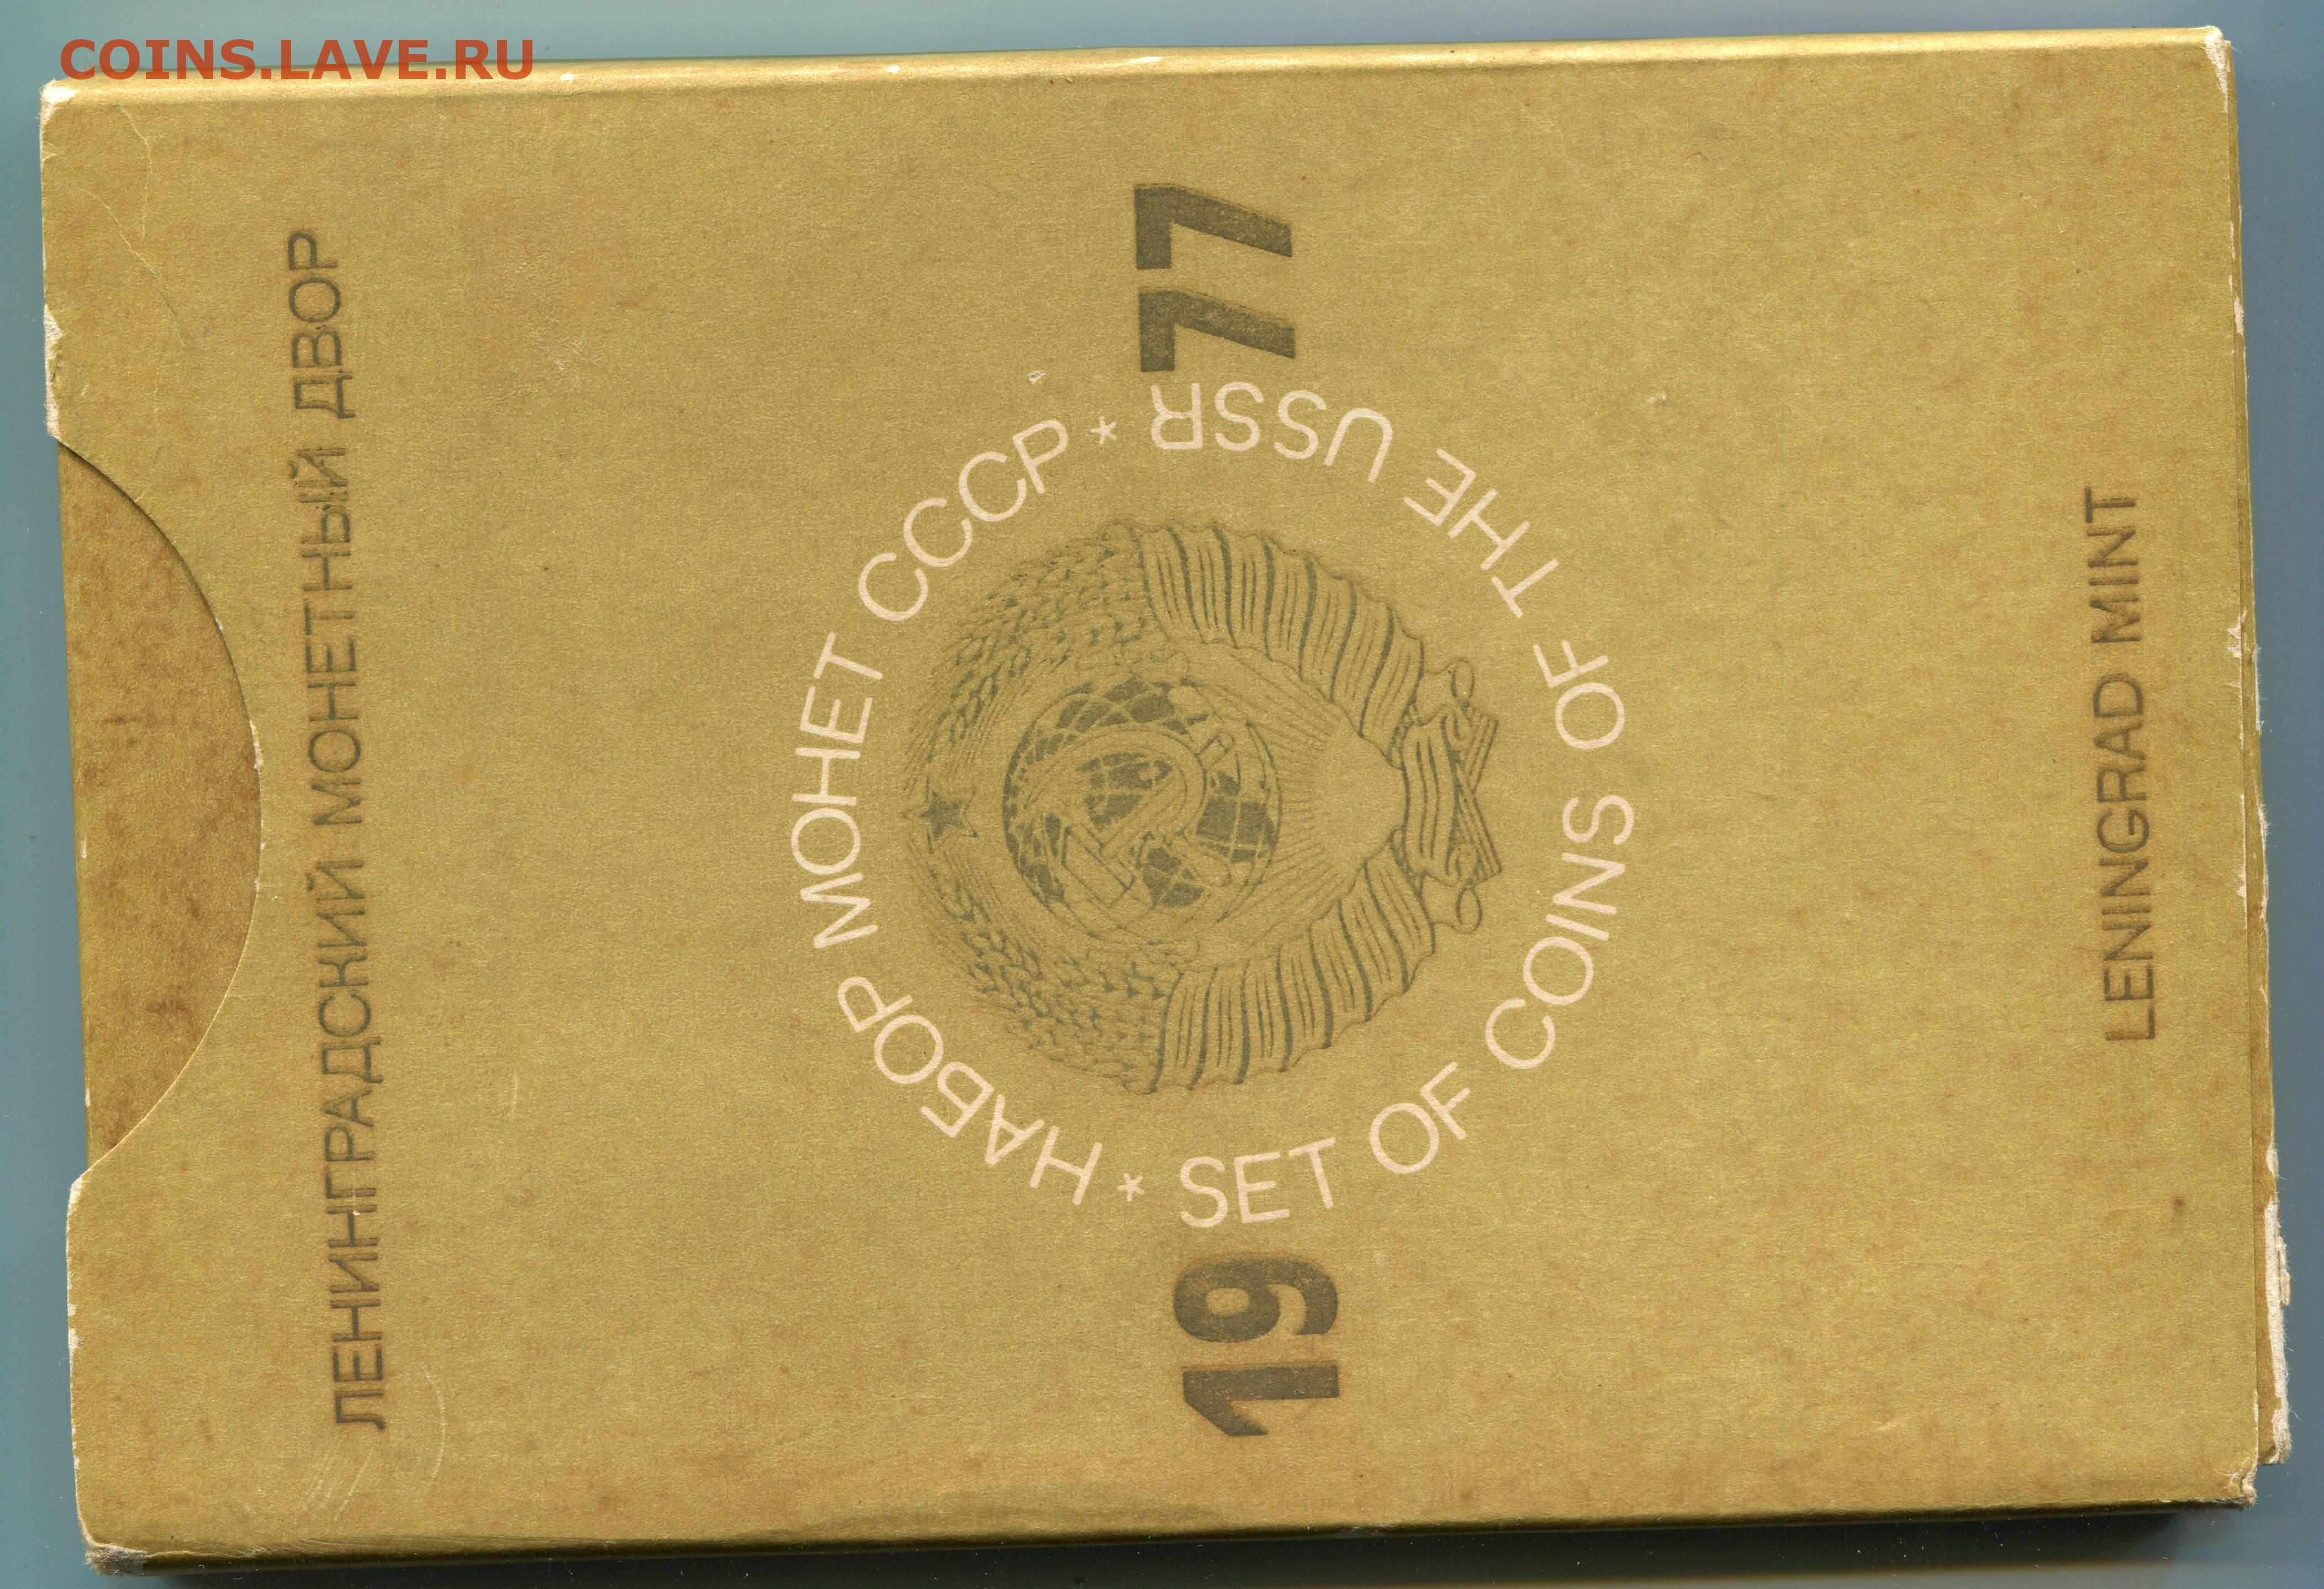 COINS.LAVE.RU
ЛЕНИНГРАДСКИЙ МОНЕТНЫЙ ДВОР
НАБОР МОНЕТ СССР *
19 77
SET OF COINS OF THE USSR *
LENINGRAD MINT